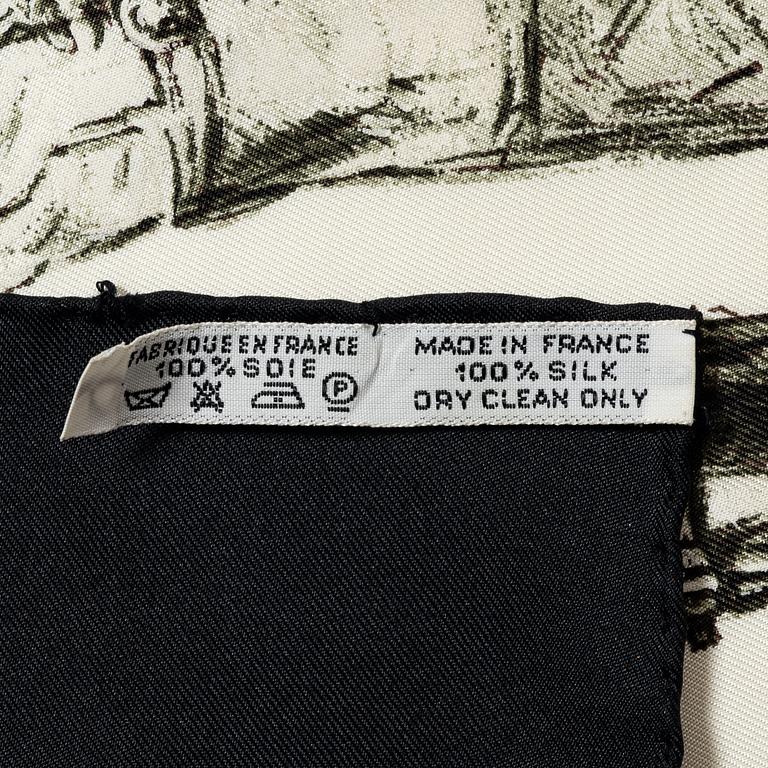 FABRIQUE EN FRANCE
100% SOIE
P
MADE IN FRANCE
100% SILK
DRY CLEAN ONLY